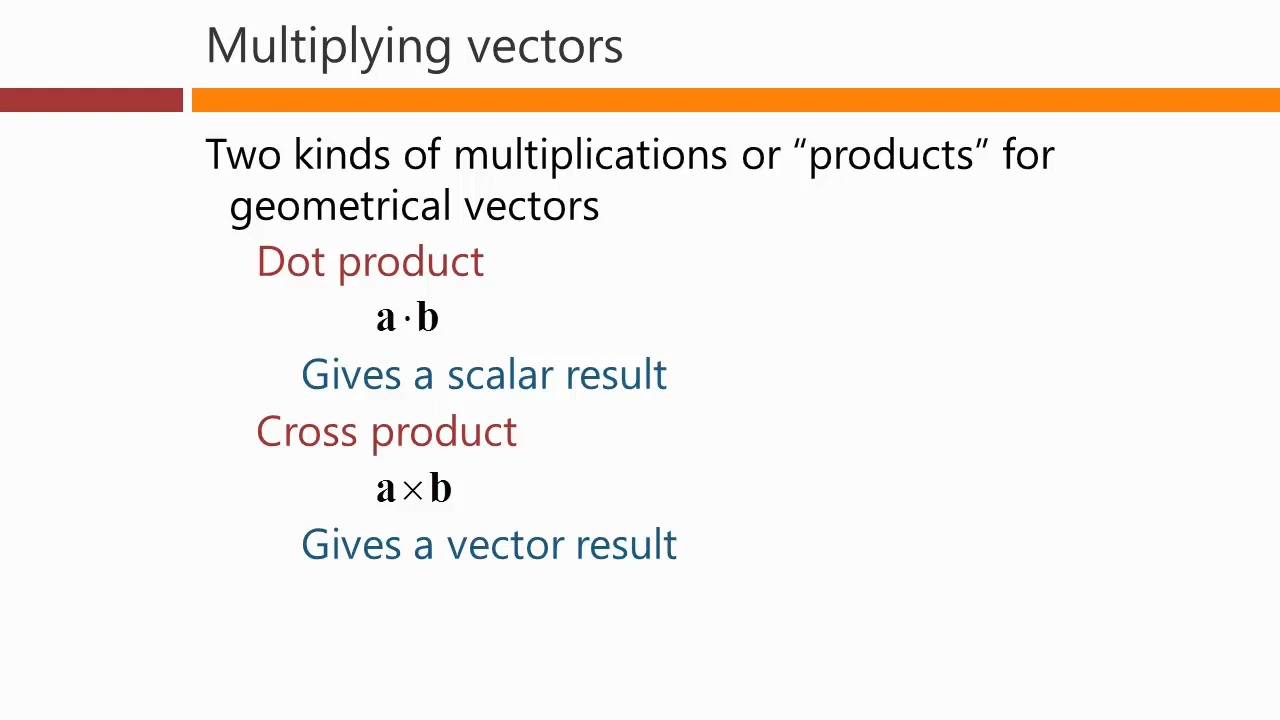 Multiplying vectors
Two kinds of multiplications or “products” for
geometrical vectors
Dot product
a · b
Gives a scalar result
Cross product
a × b
Gives a vector result